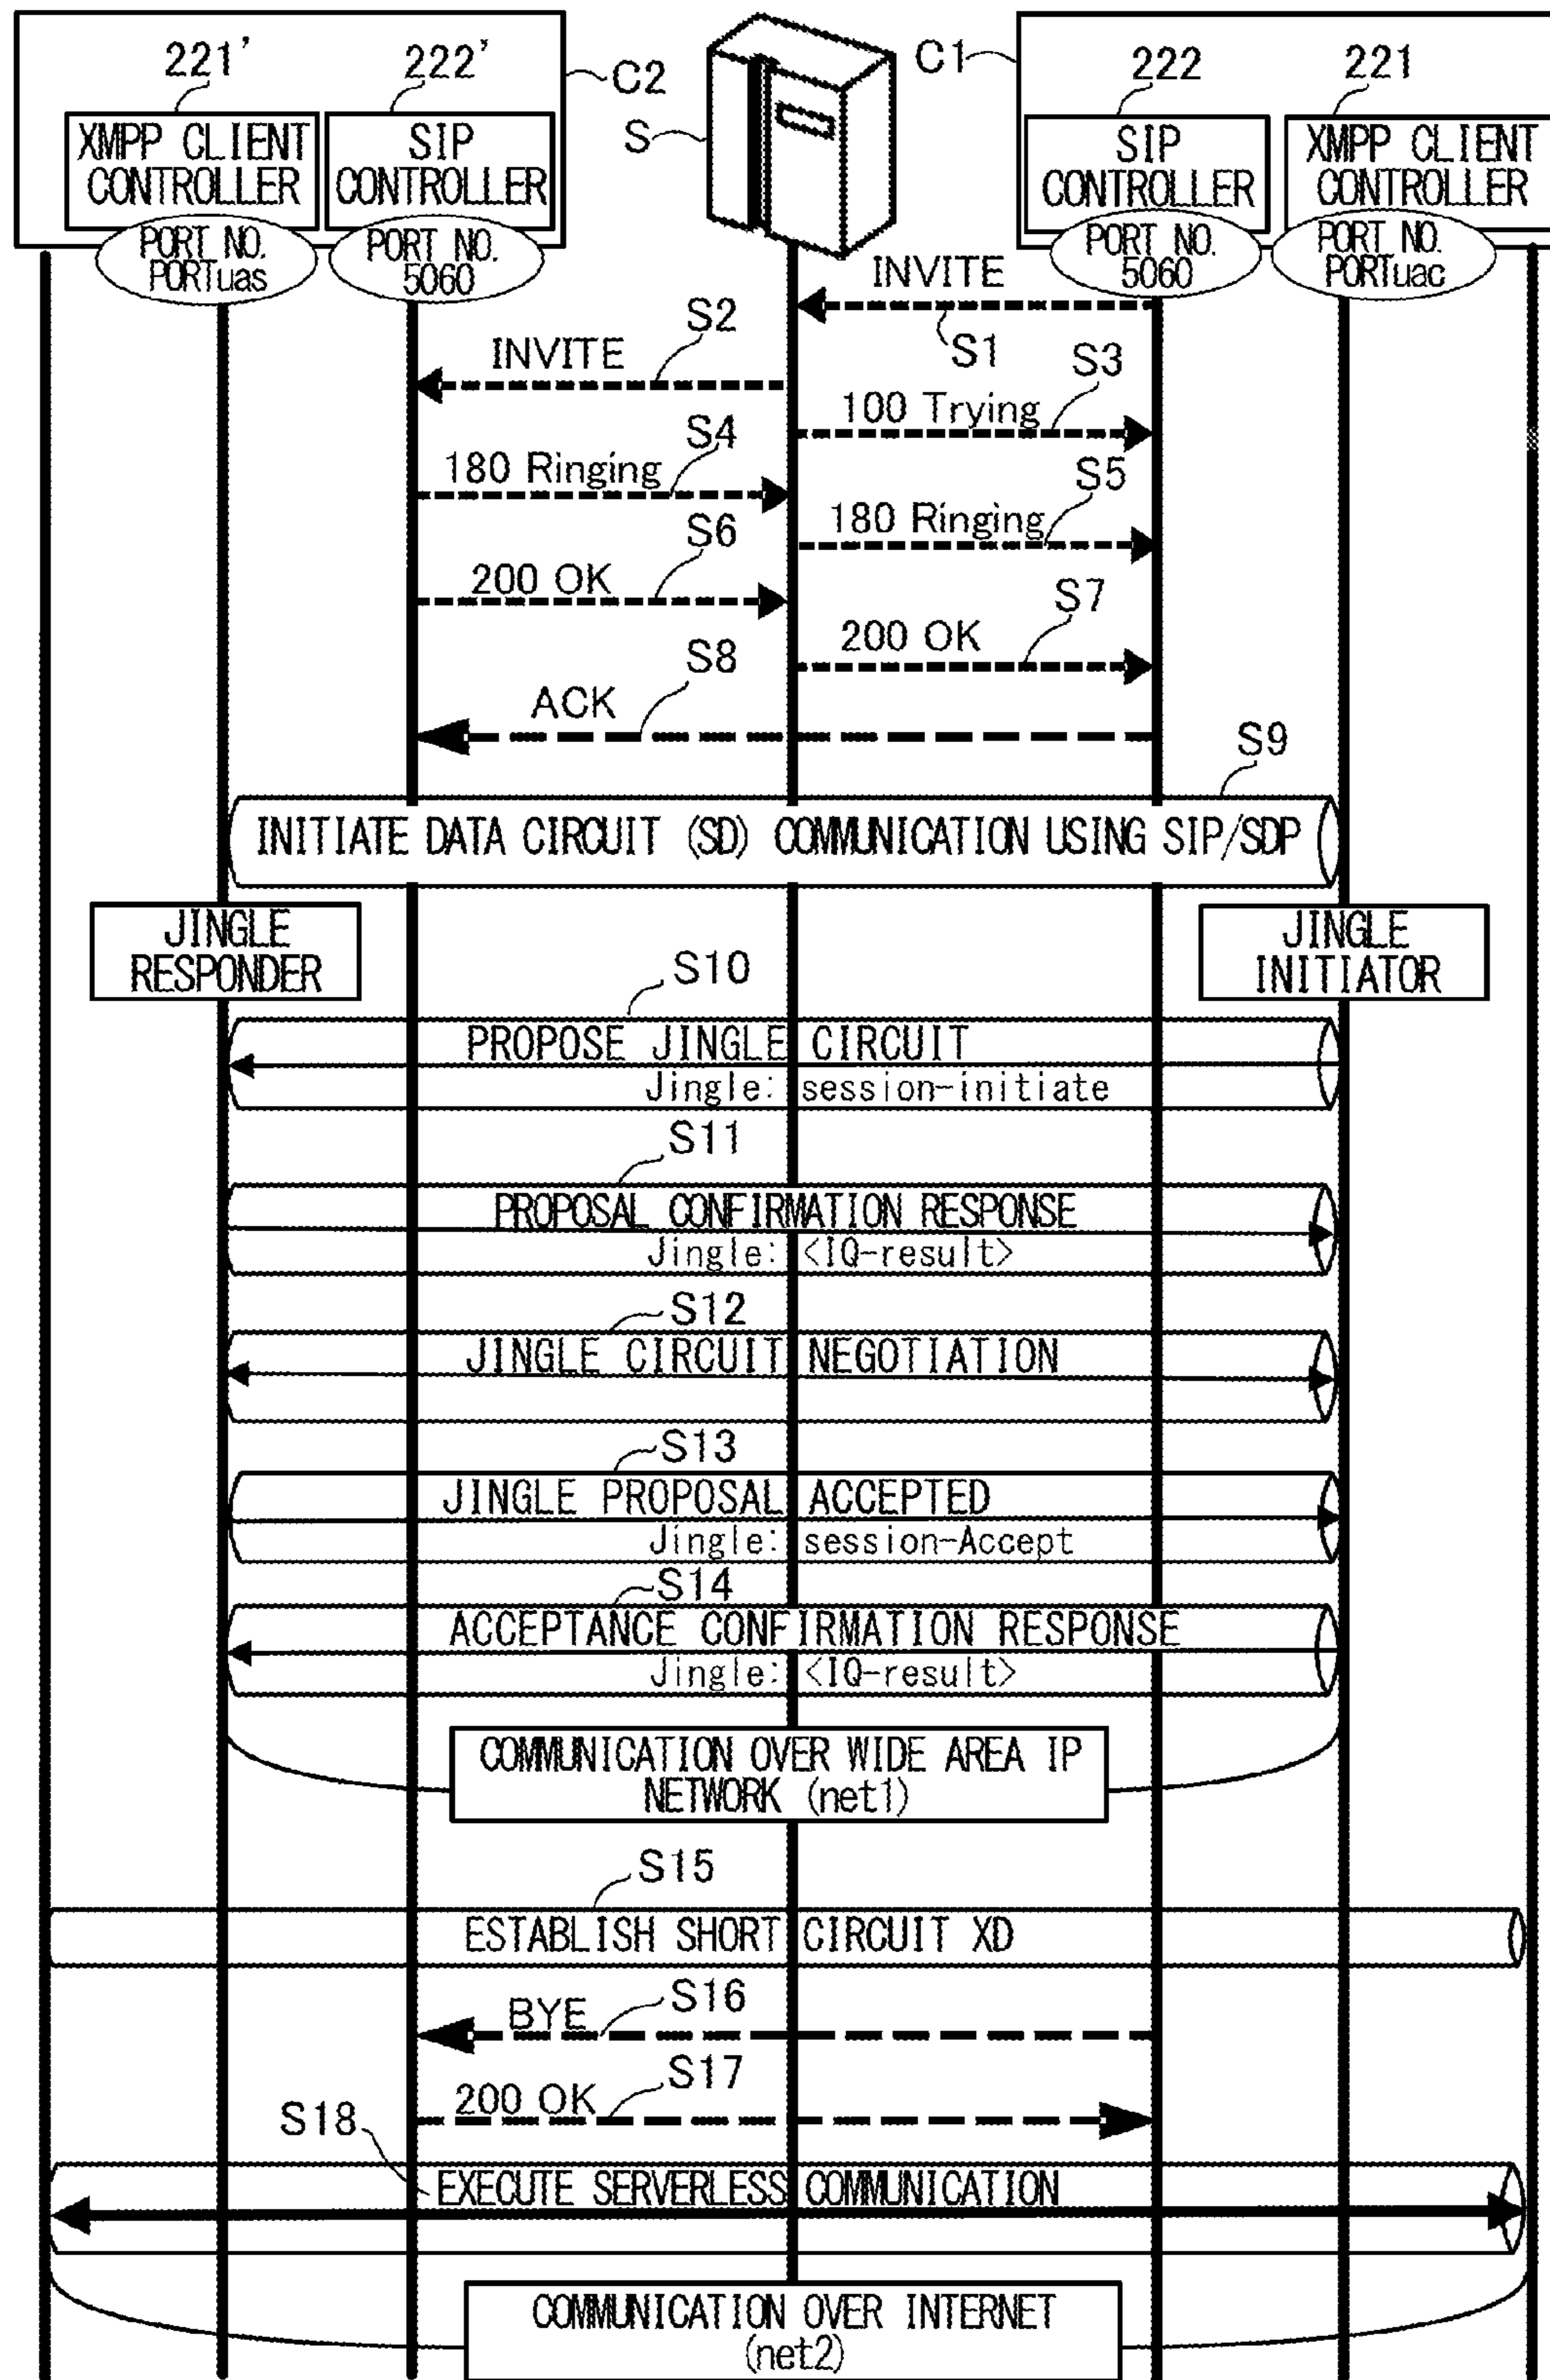 221'
222'
C2
S
C1
222
221
XMPP CLIENT
CONTROLLER
SIP
CONTROLLER
SIP
CONTROLLER
XMPP CLIENT
CONTROLLER
PORT NO.
PORTuas
PORT NO.
5060
PORT NO.
5060
PORT NO.
PORTuac
INVITE
S1
S2
INVITE
S3
100 Trying
S4
180 Ringing
S5
180 Ringing
S6
200 OK
S7
200 OK
S8
ACK
S9
INITIATE DATA CIRCUIT (SD) COMMUNICATION USING SIP/SDP
JINGLE
RESPONDER
JINGLE
INITIATOR
S10
PROPOSE JINGLE CIRCUIT
Jingle: session-initiate
S11
PROPOSAL CONFIRMATION RESPONSE
Jingle: <IQ-result>
S12
JINGLE CIRCUIT NEGOTIATION
S13
JINGLE PROPOSAL ACCEPTED
Jingle: session-Accept
S14
ACCEPTANCE CONFIRMATION RESPONSE
Jingle: <IQ-result>
COMMUNICATION OVER WIDE AREA IP
NETWORK (net1)
S15
ESTABLISH SHORT CIRCUIT XD
S16
BYE
S17
200 OK
S18
EXECUTE SERVERLESS COMMUNICATION
COMMUNICATION OVER INTERNET
(net2)